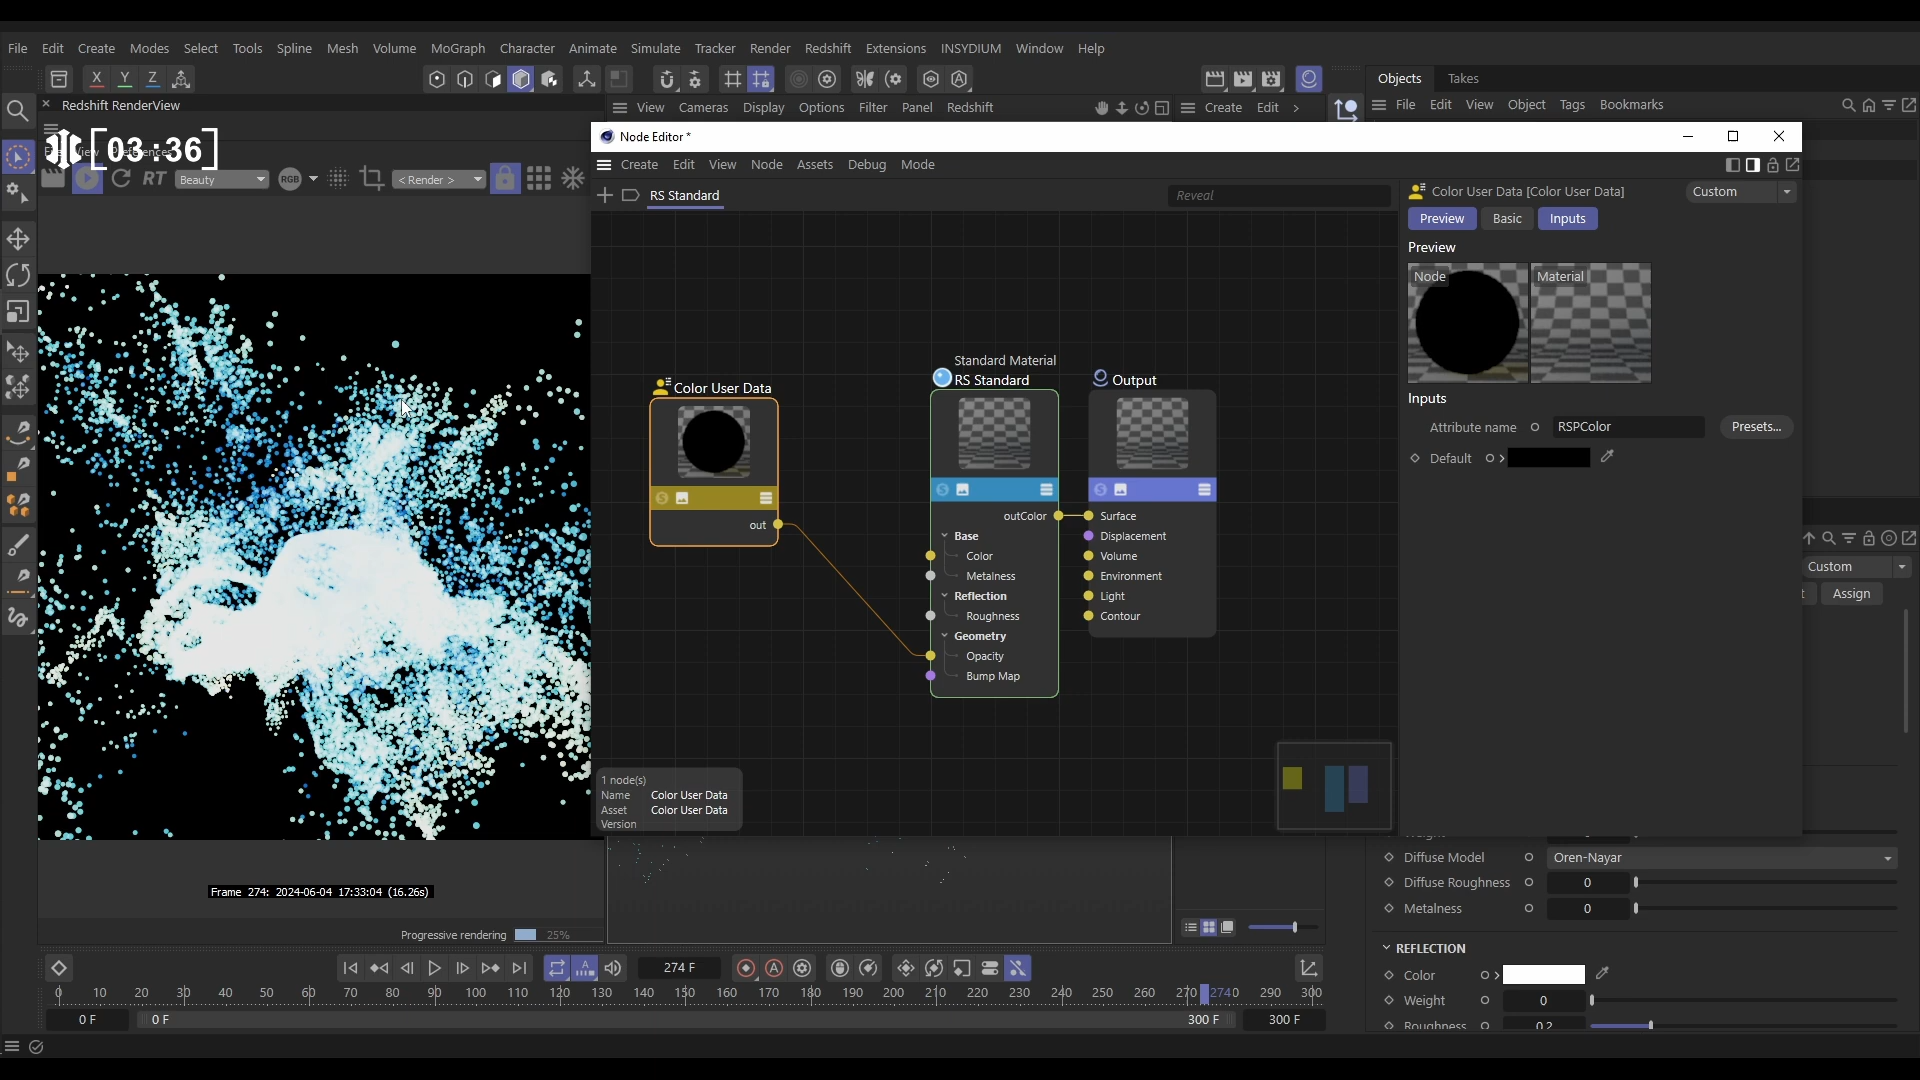 File Edit Create Modes Select Tools Spline Mesh Volume MoGraph Character Animate Simulate Tracker Render Redshift Extensions INSYDIUM Window Help
X Y Z
Objects Takes
Redshift RenderView
View Cameras Display Options Filter Panel Redshift
Create Edit
File Edit View Object Tags Bookmarks
[03:36]
View Preferences
RT Beauty RGB < Render >
Node Editor *
Create Edit View Node Assets Debug Mode
RS Standard
Reveal
Color User Data [Color User Data]
Custom
Preview Basic Inputs
Preview
Node Material
Inputs
Attribute name RSPColor Presets...
Default
Color User Data
out
Standard Material
RS Standard
outColor
Base
Color
Metalness
Reflection
Roughness
Geometry
Opacity
Bump Map
Output
Surface
Displacement
Volume
Environment
Light
Contour
1 node(s)
Name Color User Data
Asset Color User Data
Version
Custom
Assign
Diffuse Model Oren-Nayar
Diffuse Roughness 0
Metalness 0
REFLECTION
Color
Weight 0
Roughness 0.2
Frame 274: 2024-06-04 17:33:04 (16.26s)
Progressive rendering 25%
274 F
0 10 20 30 40 50 60 70 80 90 100 110 120 130 140 150 160 170 180 190 200 210 220 230 240 250 260 270 2740 290 300
0 F 0 F 300 F 300 F